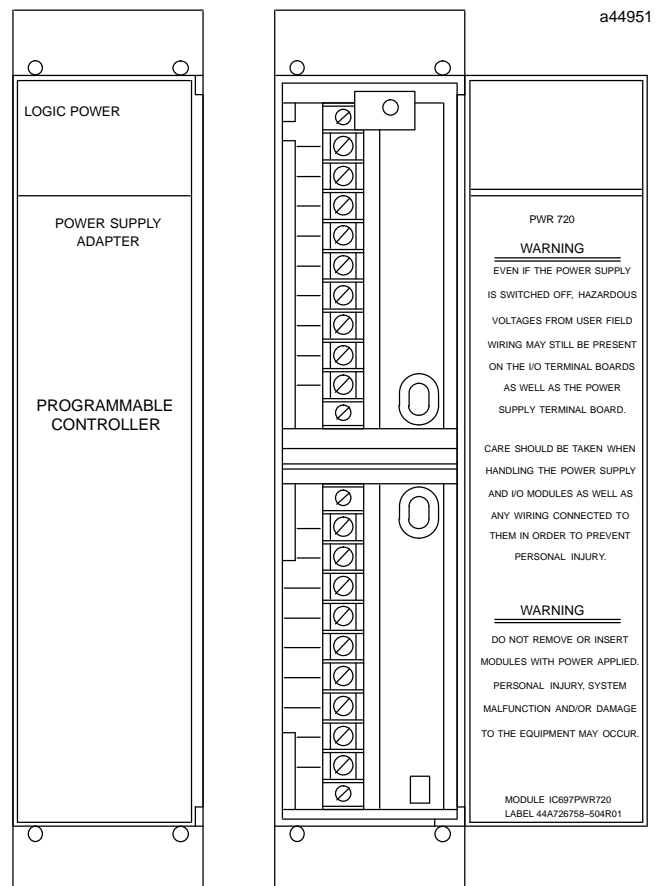 a44951
LOGIC POWER
POWER SUPPLY
ADAPTER
PROGRAMMABLE
CONTROLLER
PWR 720
WARNING
EVEN IF THE POWER SUPPLY
IS SWITCHED OFF, HAZARDOUS
VOLTAGES FROM USER FIELD
WIRING MAY STILL BE PRESENT
ON THE I/O TERMINAL BOARDS
AS WELL AS THE POWER
SUPPLY TERMINAL BOARD.
CARE SHOULD BE TAKEN WHEN
HANDLING THE POWER SUPPLY
AND I/O MODULES AS WELL AS
ANY WIRING CONNECTED TO
THEM IN ORDER TO PREVENT
PERSONAL INJURY.
WARNING
DO NOT REMOVE OR INSERT
MODULES WITH POWER APPLIED.
PERSONAL INJURY, SYSTEM
MALFUNCTION AND/OR DAMAGE
TO THE EQUIPMENT MAY OCCUR.
MODULE IC697PWR720
LABEL 44A726758–504R01